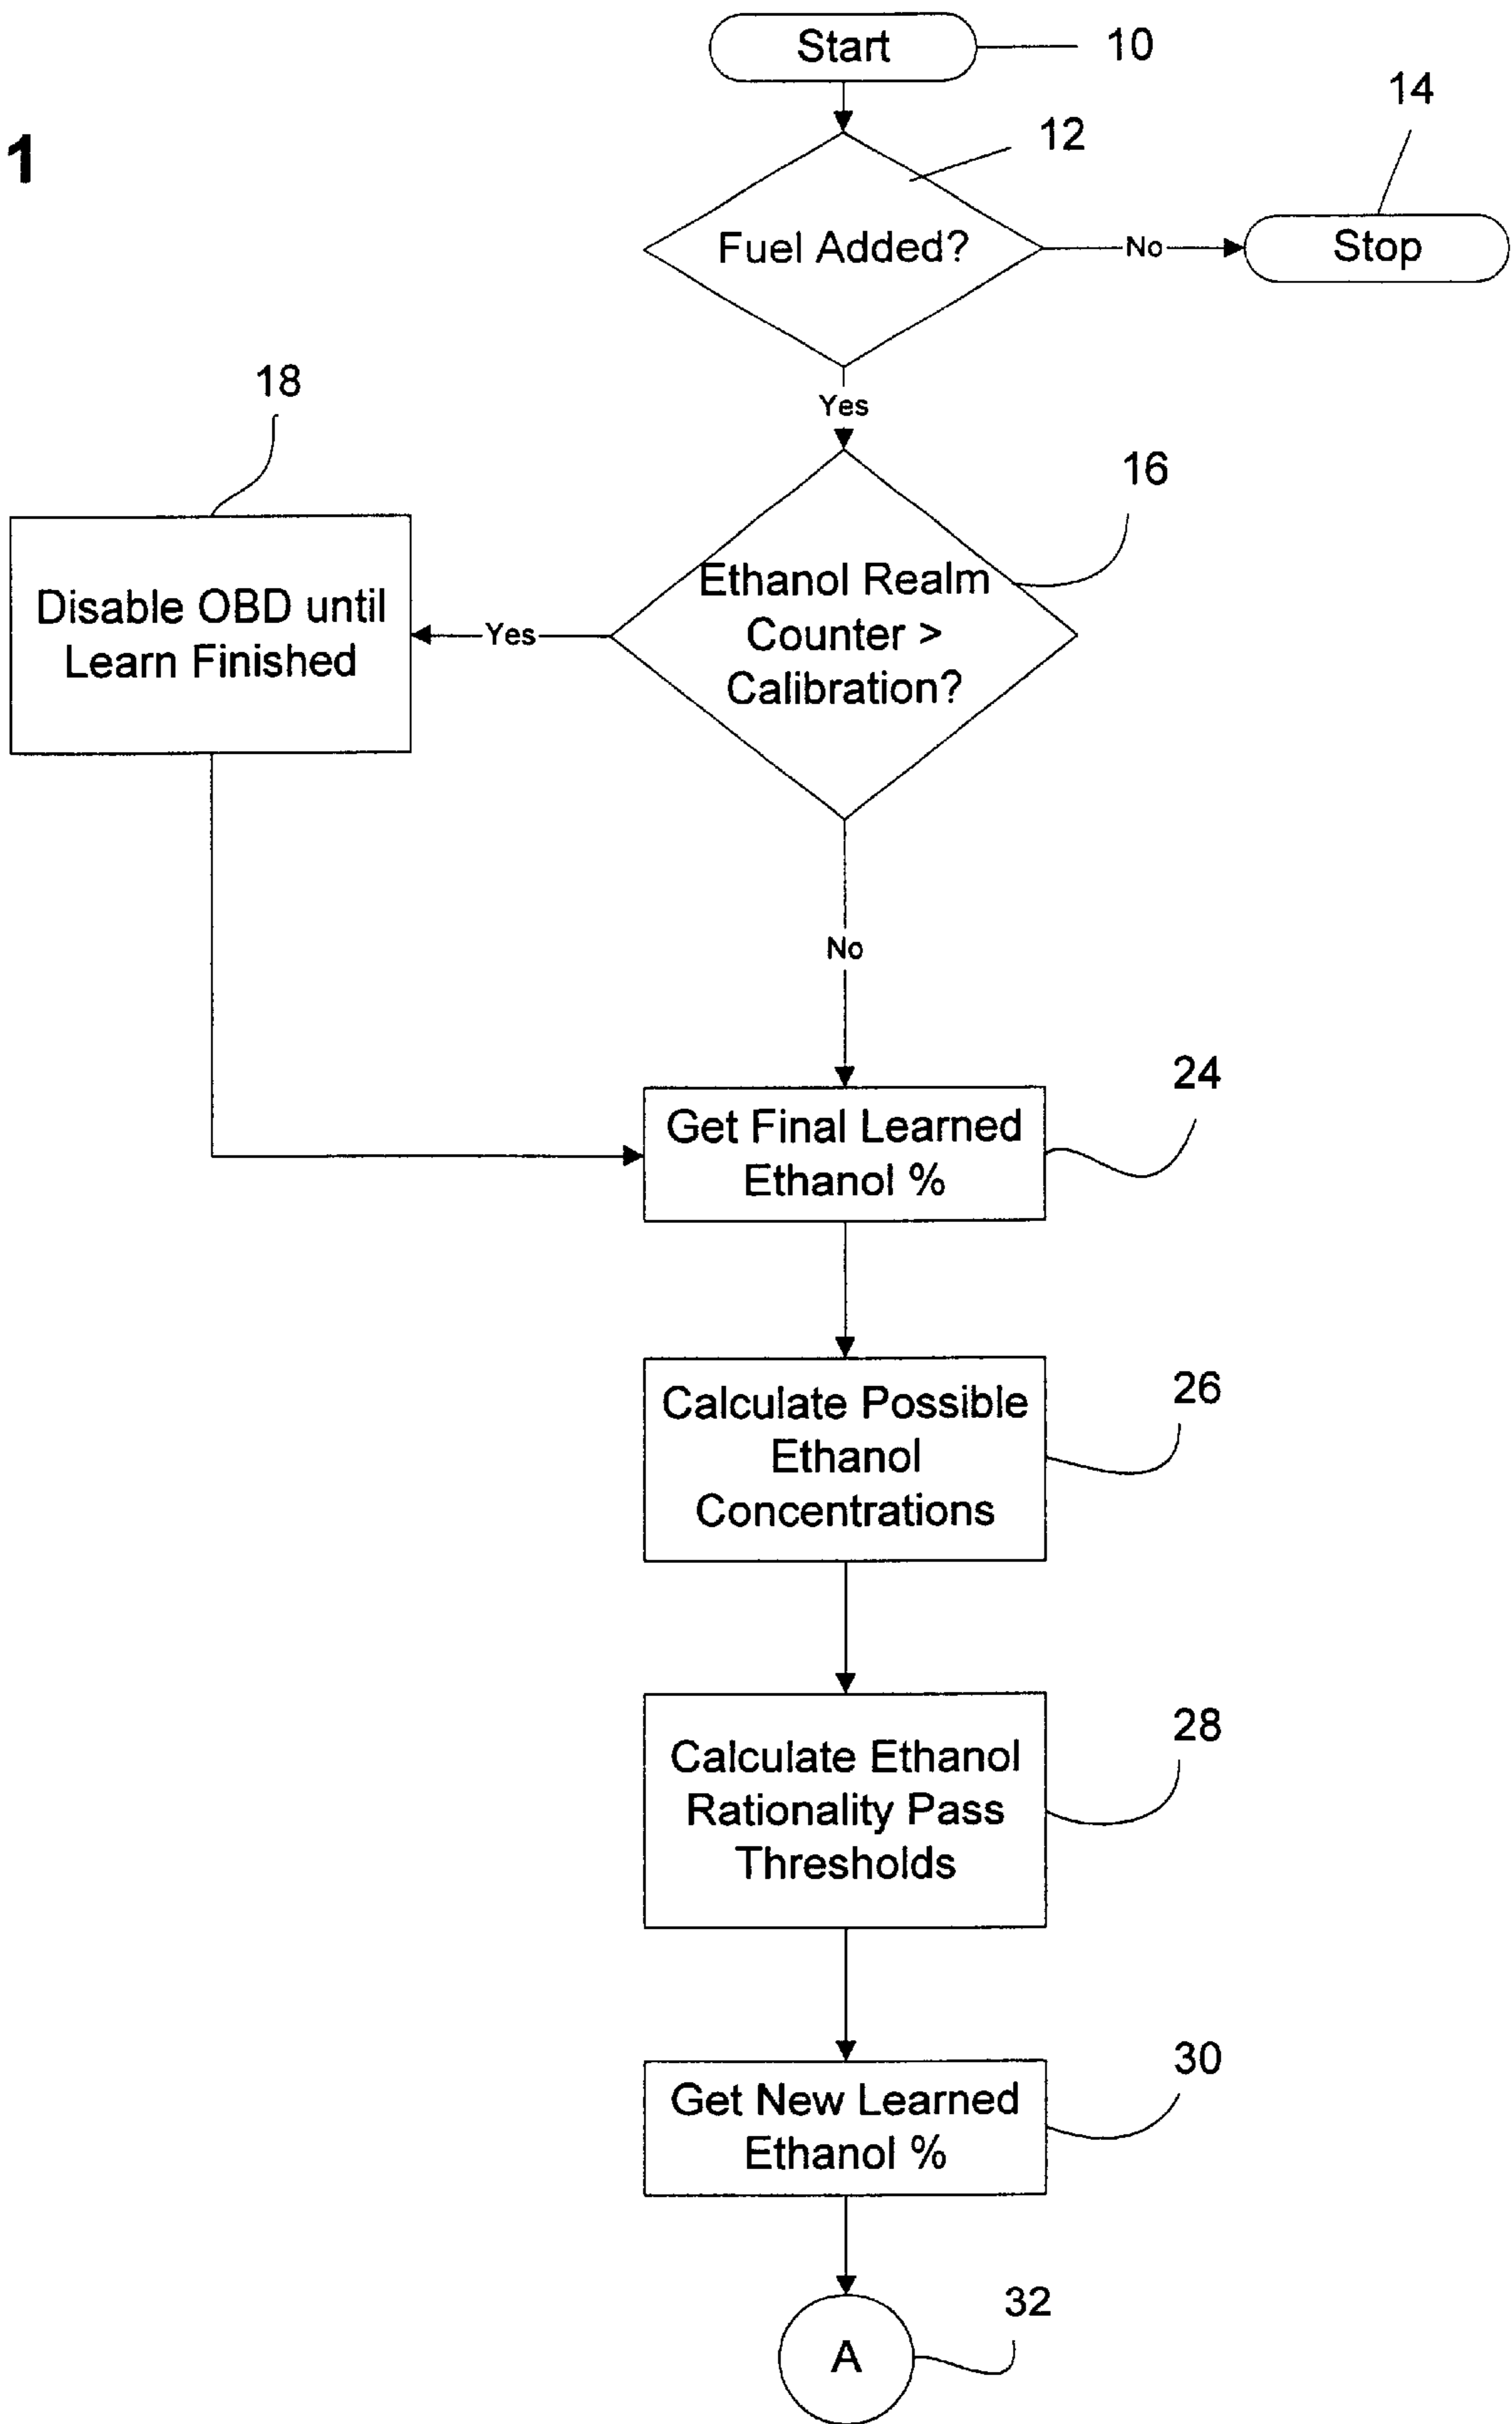 Start
10
14
1
12
Fuel Added?
No
Stop
18
Yes
16
Disable OBD until
Learn Finished
Yes
Ethanol Realm
Counter >
Calibration?
No
24
Get Final Learned
Ethanol %
26
Calculate Possible
Ethanol
Concentrations
28
Calculate Ethanol
Rationality Pass
Thresholds
30
Get New Learned
Ethanol %
32
A